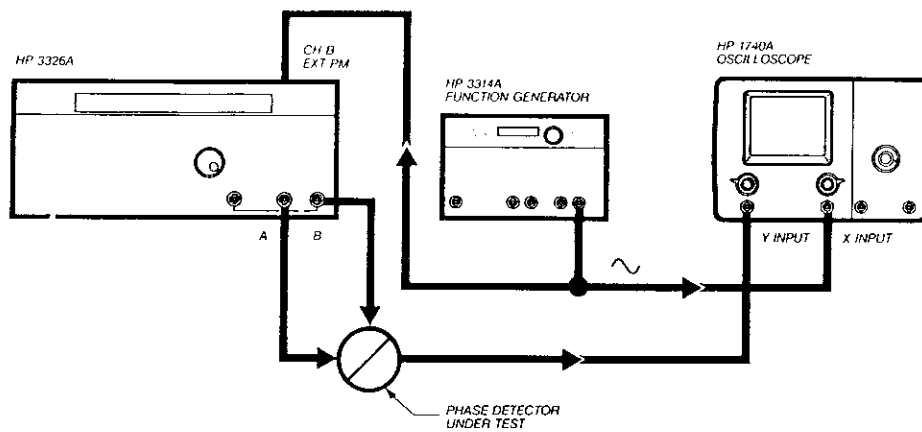 HP 3326A
CH B
EXT PM
HP 3314A
FUNCTION GENERATOR
HP 1740A
OSCILLOSCOPE
A
B
Y INPUT
X INPUT
PHASE DETECTOR
UNDER TEST